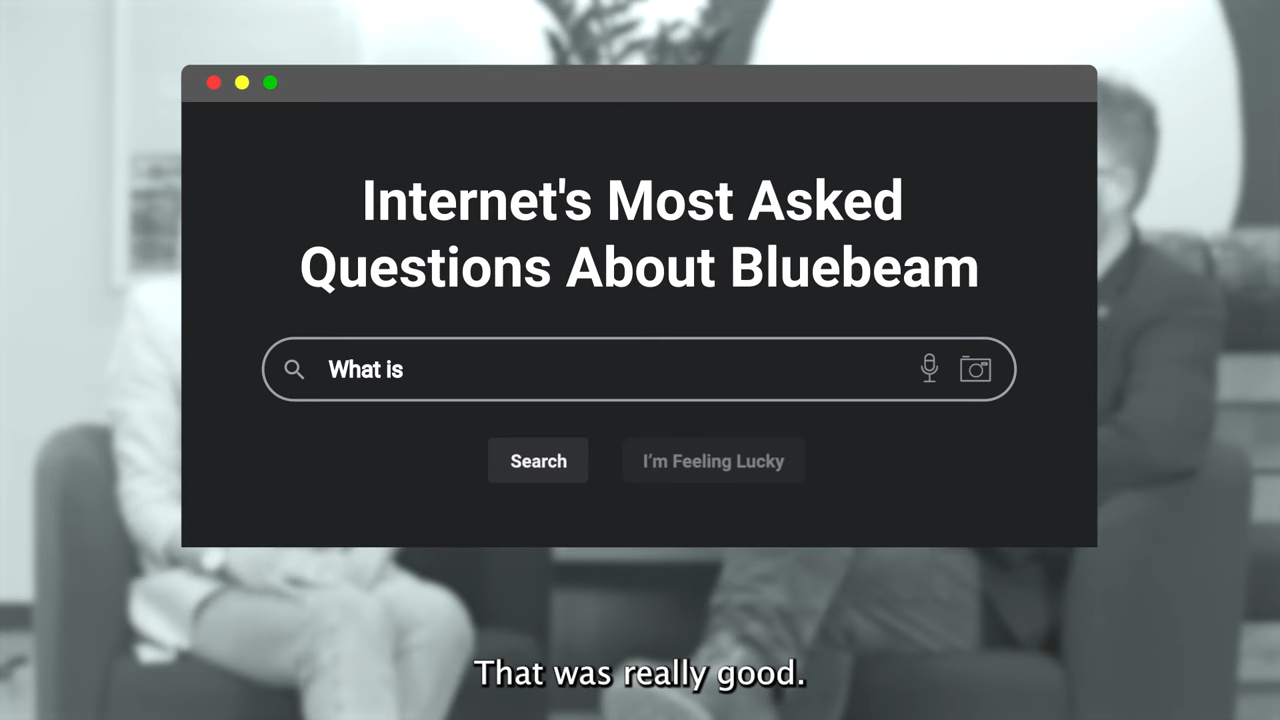 Internet's Most Asked
Questions About Bluebeam
What is
Search
I'm Feeling Lucky
That was really good.